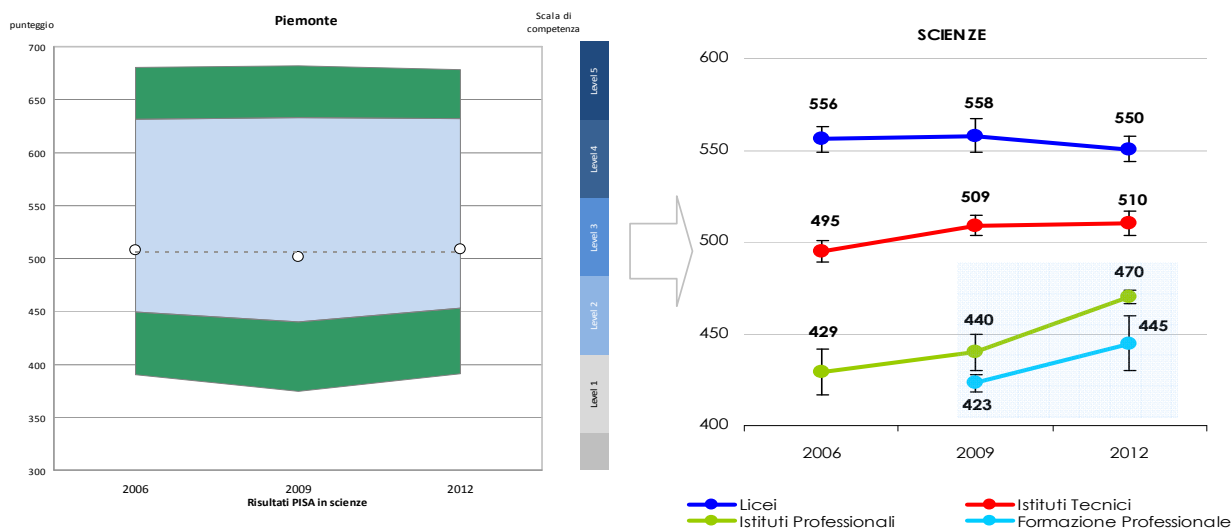 Piemonte
punteggio
Scala di
competenza
700
650
600
550
500
450
400
350
300
2006
2009
2012
Risultati PISA in scienze
Level 5
Level 4
Level 3
Level 2
Level 1
SCIENZE
600
550
500
450
400
556
558
550
495
509
510
429
440
470
423
445
2006
2009
2012
Licei
Istituti Tecnici
Istituti Professionali
Formazione Professionale